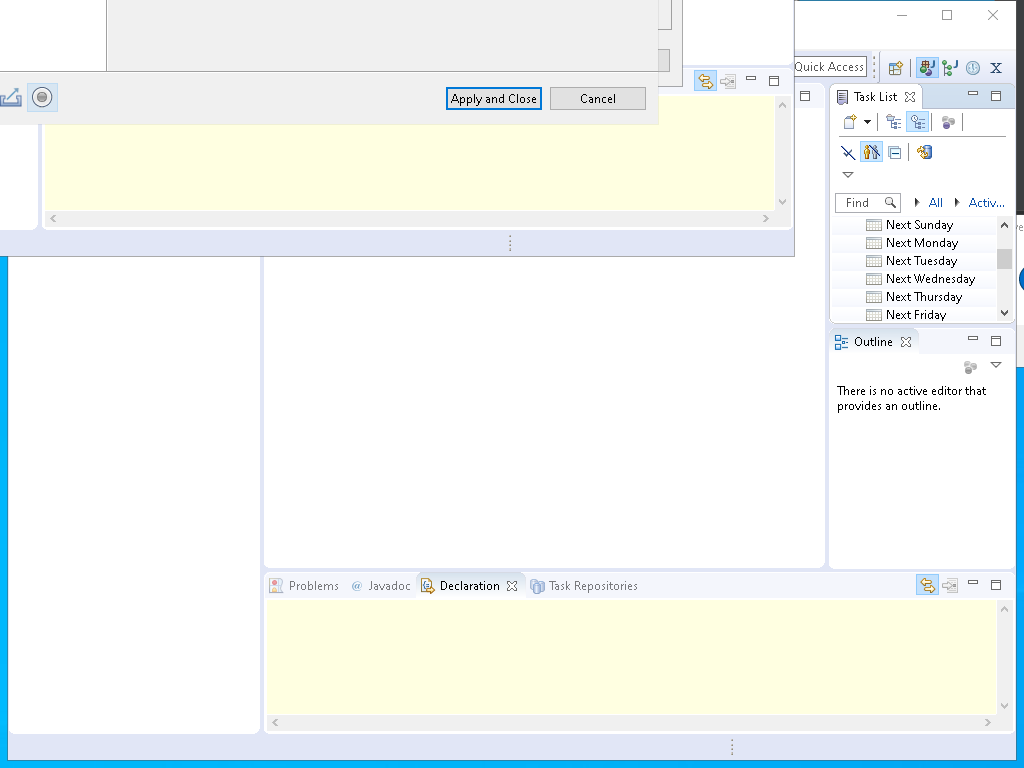 Quick Access
X
Apply and Close
Cancel
Task List
Find
All
Activ...
Next Sunday
Next Monday
Next Tuesday
Next Wednesday
Next Thursday
Next Friday
Outline
There is no active editor that
provides an outline.
Problems
@ Javadoc
Declaration
Task Repositories